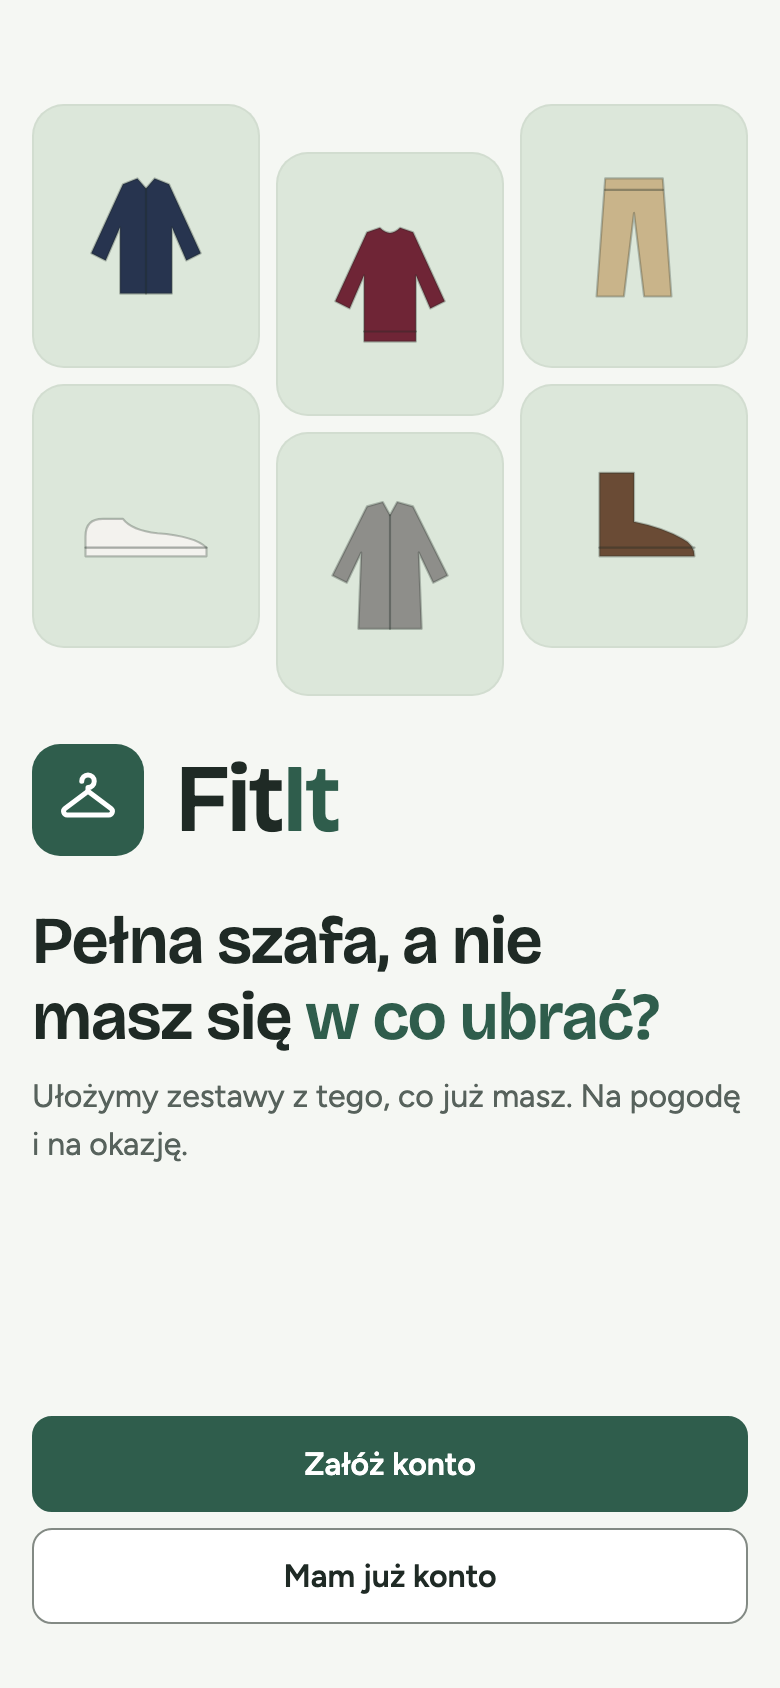 FitIt
Pełna szafa, a nie
masz się w co ubrać?
Ułożymy zestawy z tego, co już masz. Na pogodę
i na okazję.
Załóż konto
Mam już konto